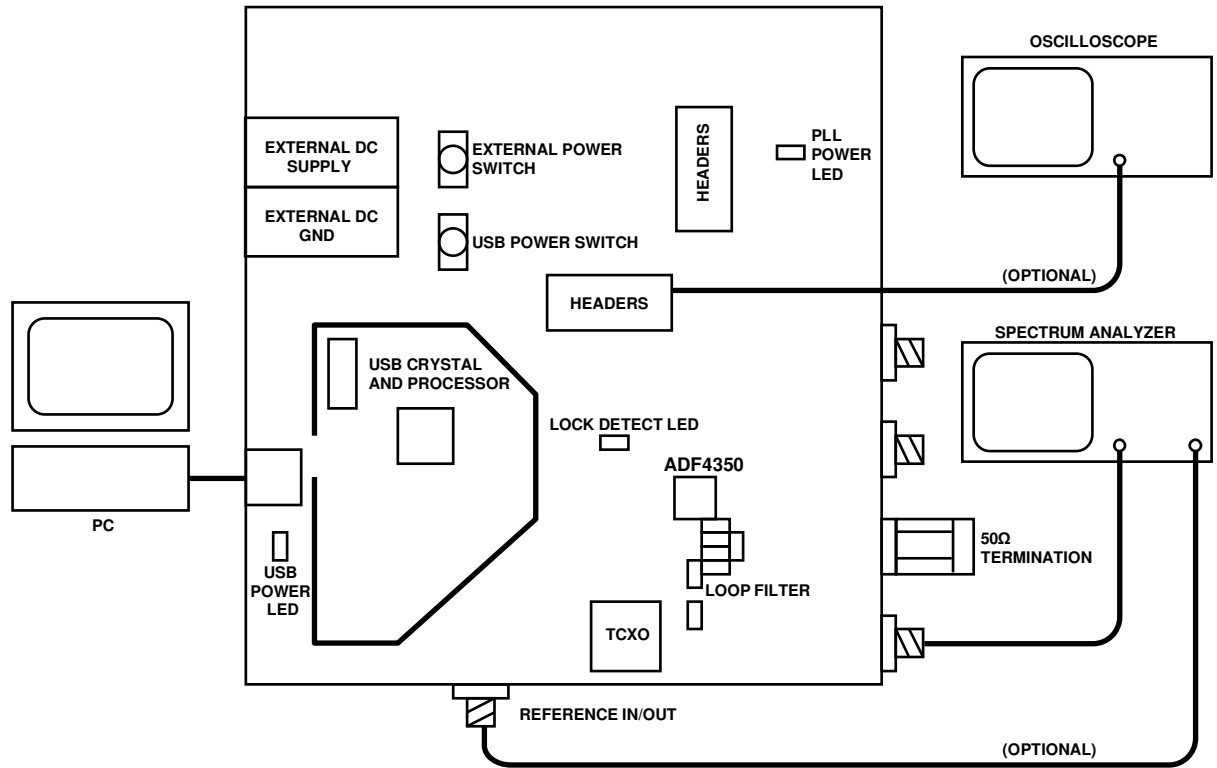 OSCILLOSCOPE
EXTERNAL DC
SUPPLY
EXTERNAL POWER
SWITCH
HEADERS
PLL
POWER
LED
EXTERNAL DC
GND
USB POWER SWITCH
(OPTIONAL)
HEADERS
SPECTRUM ANALYZER
USB CRYSTAL
AND PROCESSOR
LOCK DETECT LED
ADF4350
PC
50Ω
TERMINATION
USB
POWER
LED
LOOP FILTER
TCXO
REFERENCE IN/OUT
(OPTIONAL)